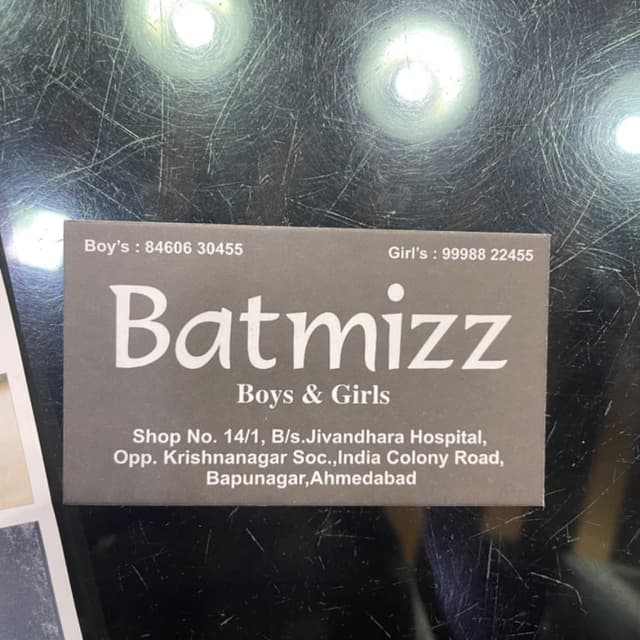 Boy's : 84606 30455
Girl's : 99988 22455
Batmizz
Boys & Girls
Shop No. 14/1, B/s.Jivandhara Hospital,
Opp. Krishnanagar Soc.,India Colony Road,
Bapunagar,Ahmedabad